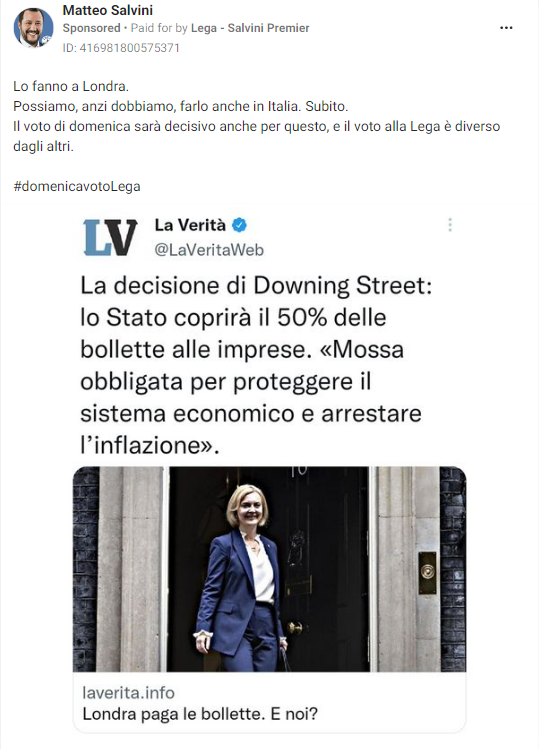 Matteo Salvini
Sponsored • Paid for by Lega - Salvini Premier
ID: 416981800575371
Lo fanno a Londra.
Possiamo, anzi dobbiamo, farlo anche in Italia. Subito.
Il voto di domenica sarà decisivo anche per questo, e il voto alla Lega è diverso
dagli altri.
#domenicavotoLega
LV
La Verità
@LaVeritaWeb
La decisione di Downing Street:
lo Stato coprirà il 50% delle
bollette alle imprese. «Mossa
obbligata per proteggere il
sistema economico e arrestare
l'inflazione».
10
laverita.info
Londra paga le bollette. E noi?